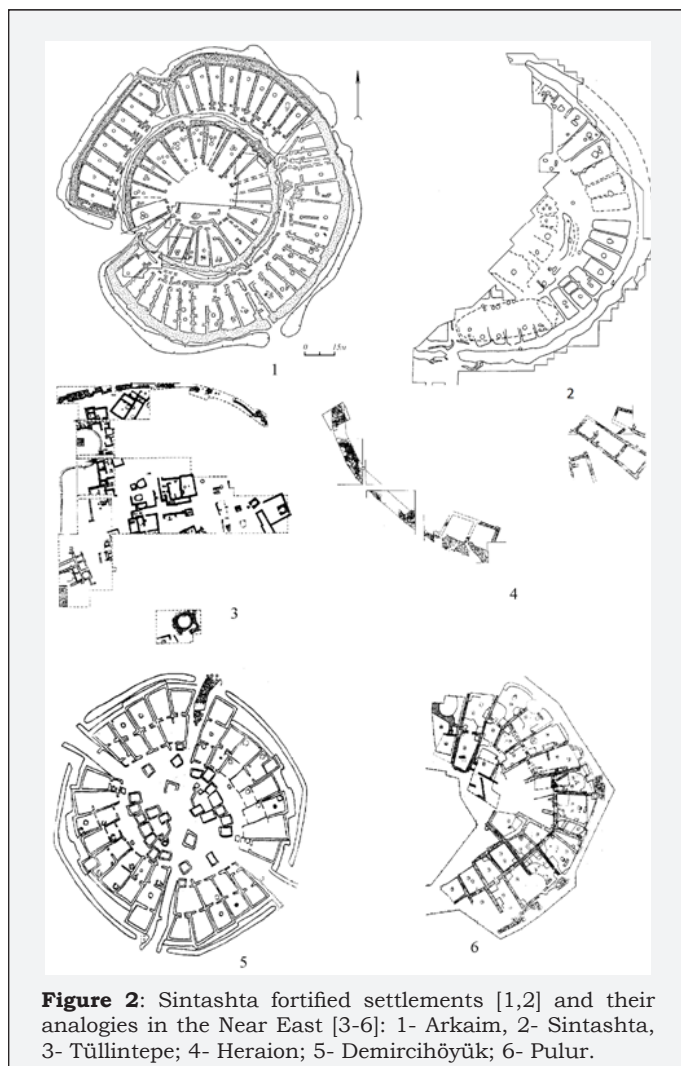 0 15м
1
2
3
4
5
6
Figure 2: Sintashta fortified settlements [1,2] and their
analogies in the Near East [3-6]: 1- Arkaim, 2- Sintashta,
3- Tüllintepe; 4- Heraion; 5- Demircihöyük; 6- Pulur.